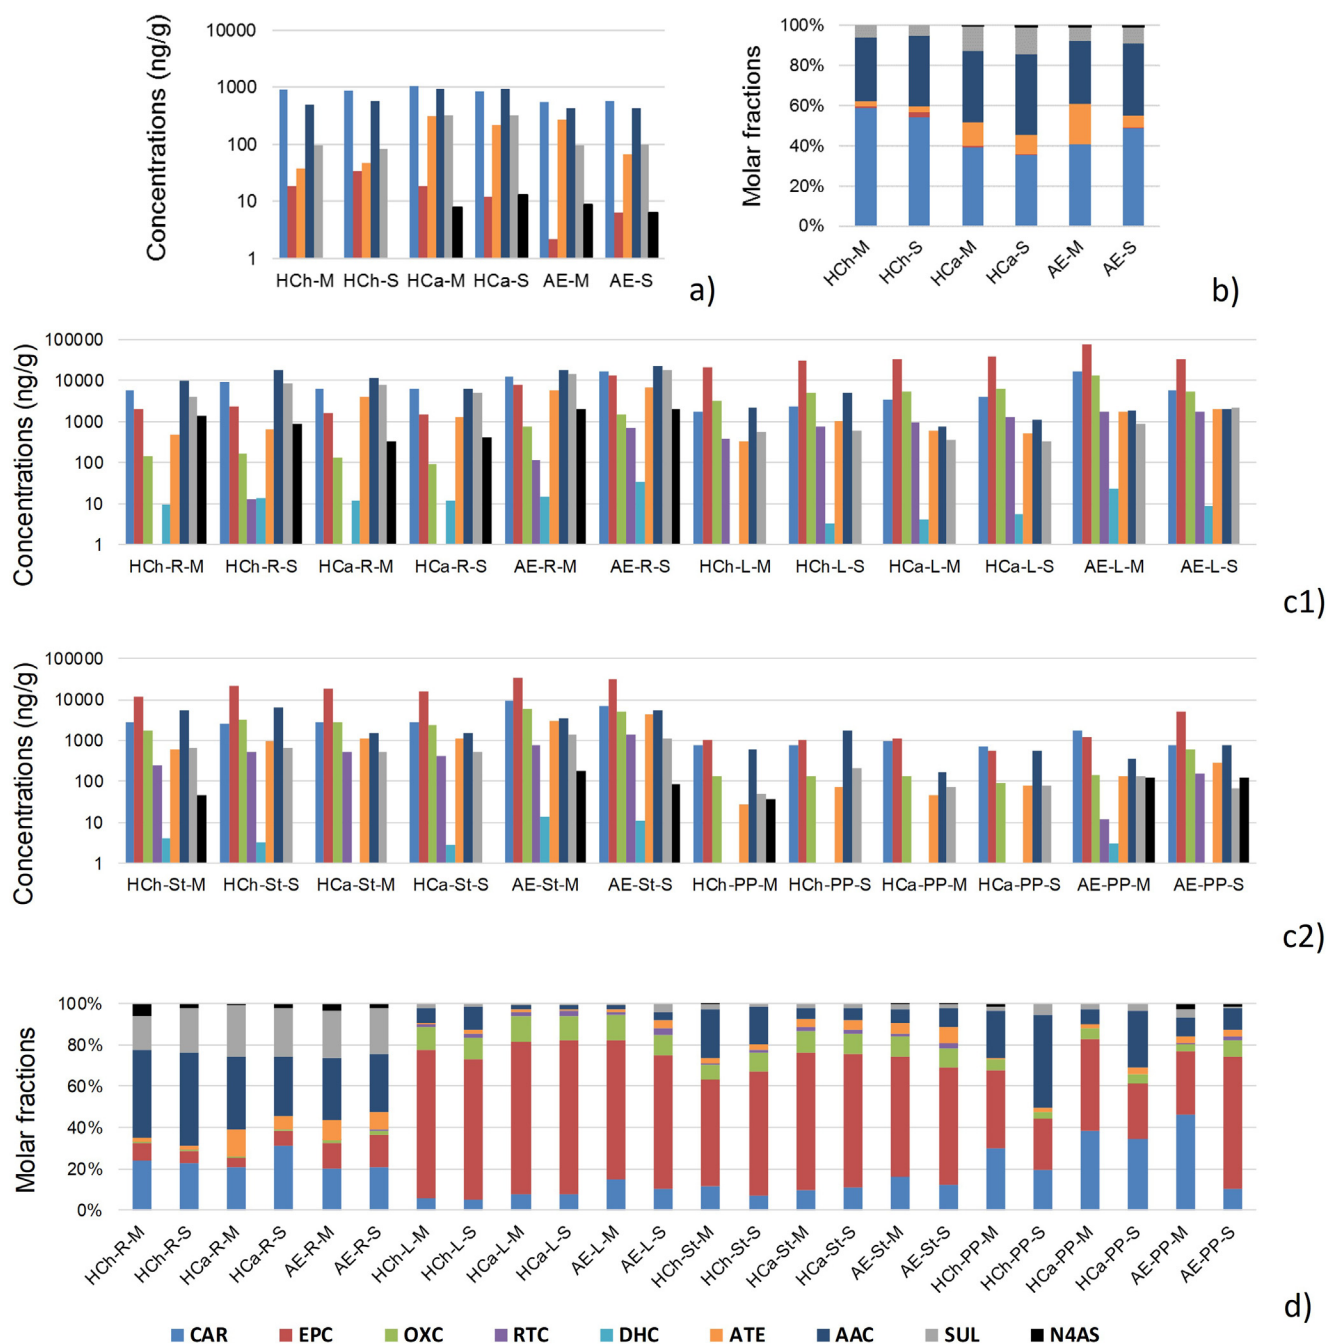 Concentrations (ng/g)
10000
1000
100
10
1
HCh-M HCh-S HCa-M HCa-S AE-M AE-S
a)
Molar fractions
100%
80%
60%
40%
20%
0%
HCh-M HCh-S HCa-M HCa-S AE-M AE-S
b)
Concentrations (ng/g)
100000
10000
1000
100
10
1
HCh-R-M HCh-R-S HCa-R-M HCa-R-S AE-R-M AE-R-S HCh-L-M HCh-L-S HCa-L-M HCa-L-S AE-L-M AE-L-S
c1)
Concentrations (ng/g)
100000
10000
1000
100
10
1
HCh-St-M HCh-St-S HCa-St-M HCa-St-S AE-St-M AE-St-S HCh-PP-M HCh-PP-S HCa-PP-M HCa-PP-S AE-PP-M AE-PP-S
c2)
Molar fractions
100%
80%
60%
40%
20%
0%
HCh-R-M HCh-R-S HCa-R-M HCa-R-S AE-R-M AE-R-S HCh-L-M HCh-L-S HCa-L-M HCa-L-S AE-L-M AE-L-S HCh-St-M HCh-St-S HCa-St-M HCa-St-S AE-St-M AE-St-S HCh-PP-M HCh-PP-S HCa-PP-M HCa-PP-S AE-PP-M AE-PP-S
d)
CAR EPC OXC RTC DHC ATE AAC SUL N4AS